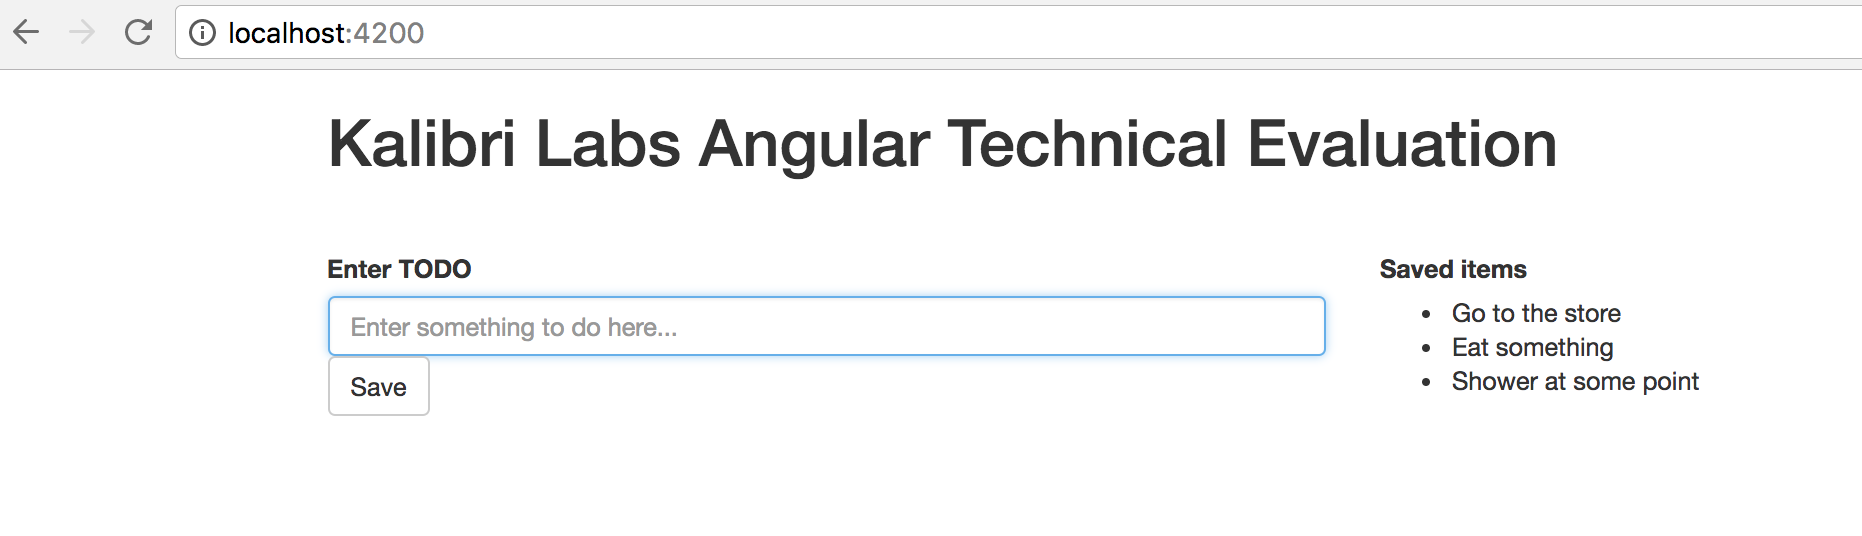 localhost:4200
Kalibri Labs Angular Technical Evaluation
Enter TODO
Enter something to do here...
Save
Saved items
Go to the store
Eat something
Shower at some point